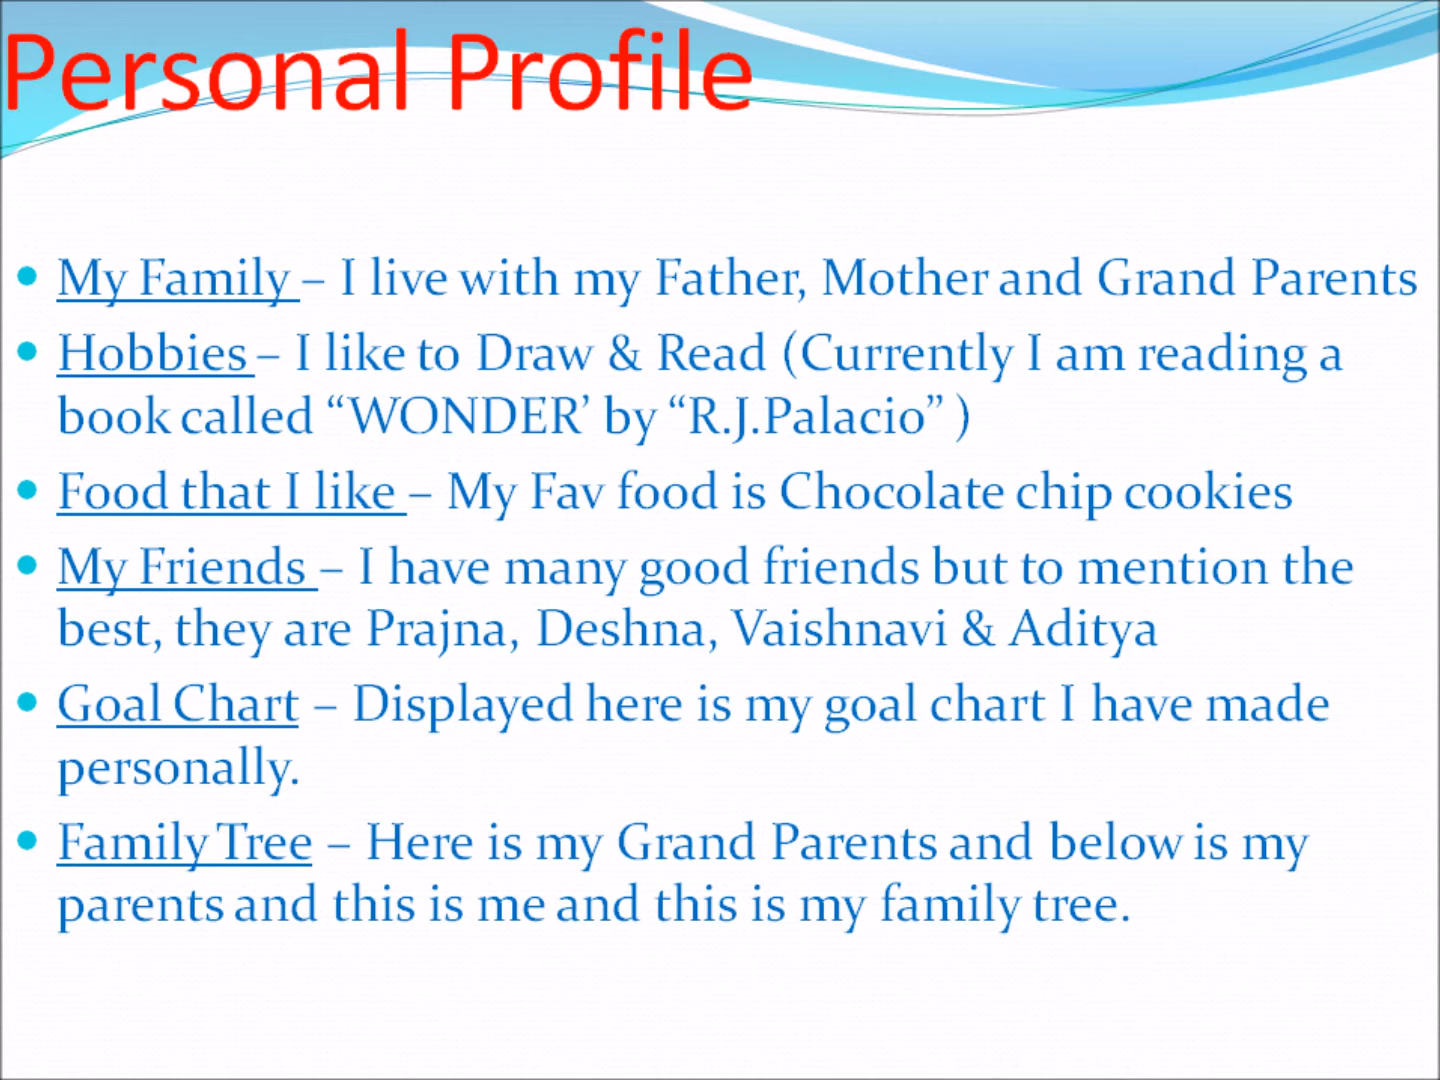 Personal Profile
• My Family – I live with my Father, Mother and Grand Parents
• Hobbies – I like to Draw & Read (Currently I am reading a
book called “WONDER’ by “R.J.Palacio” )
• Food that I like – My Fav food is Chocolate chip cookies
• My Friends – I have many good friends but to mention the
best, they are Prajna, Deshna, Vaishnavi & Aditya
• Goal Chart – Displayed here is my goal chart I have made
personally.
• Family Tree – Here is my Grand Parents and below is my
parents and this is me and this is my family tree.